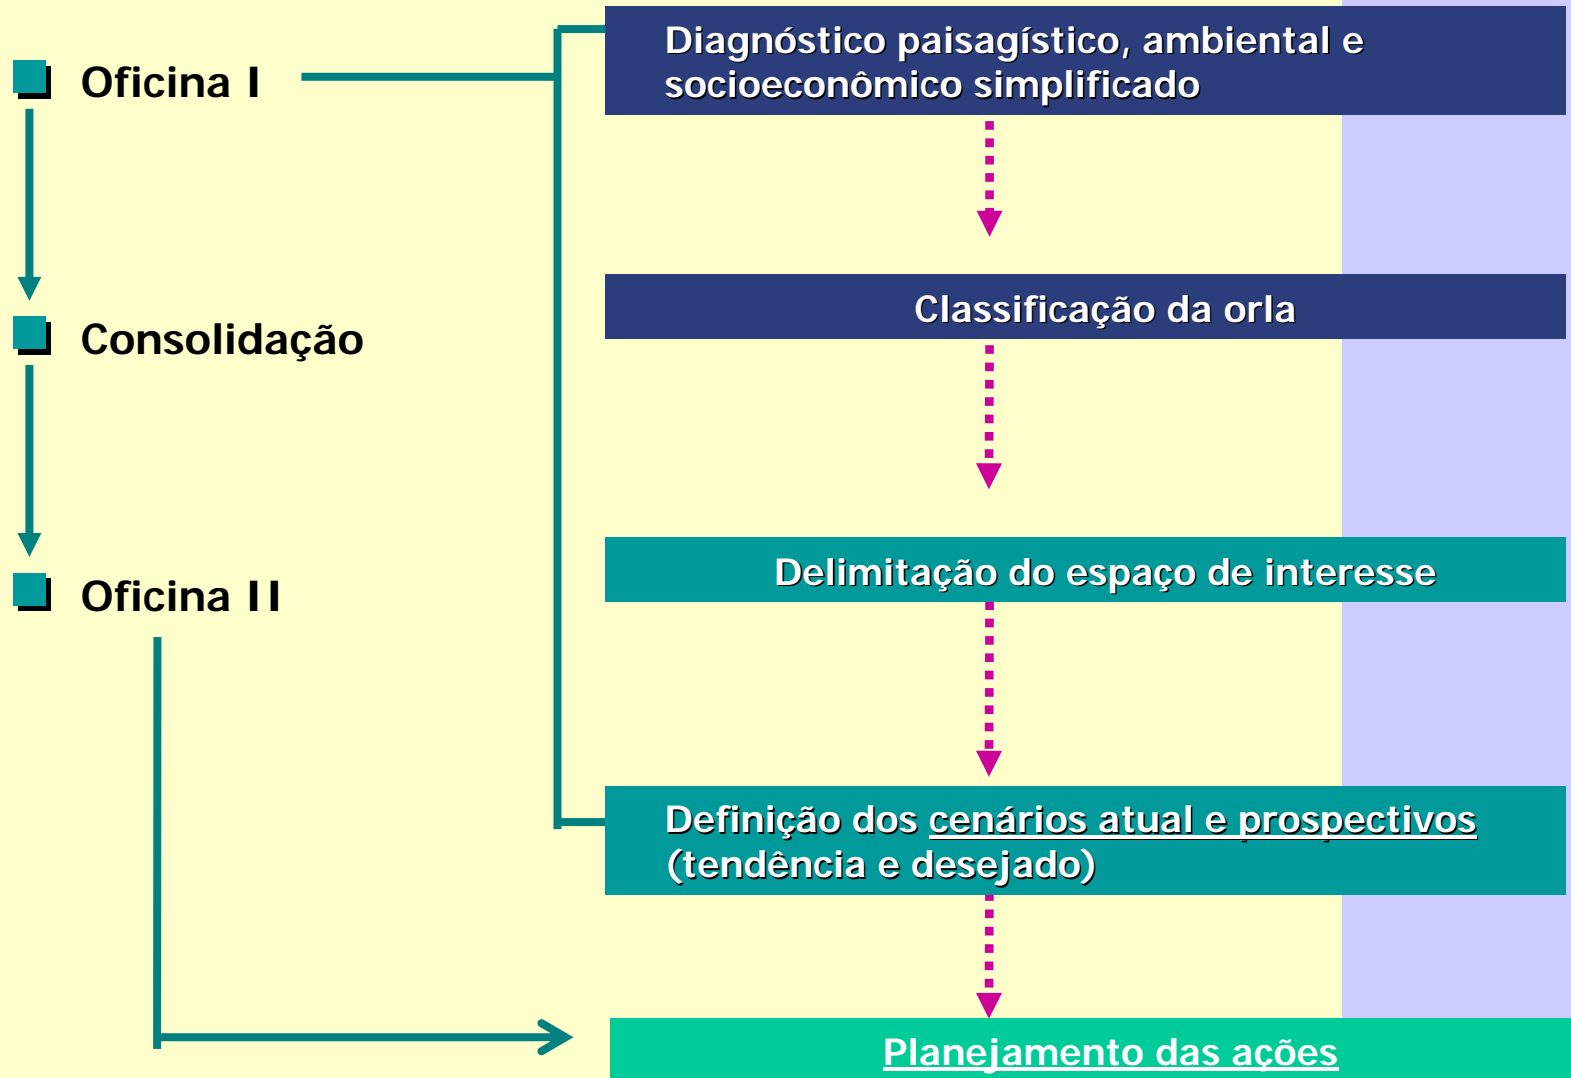 Oficina I
Consolidação
Oficina II
Diagnóstico paisagístico, ambiental e
socioeconômico simplificado
Classificação da orla
Delimitação do espaço de interesse
Definição dos cenários atual e prospectivos
(tendência e desejado)
Planejamento das ações